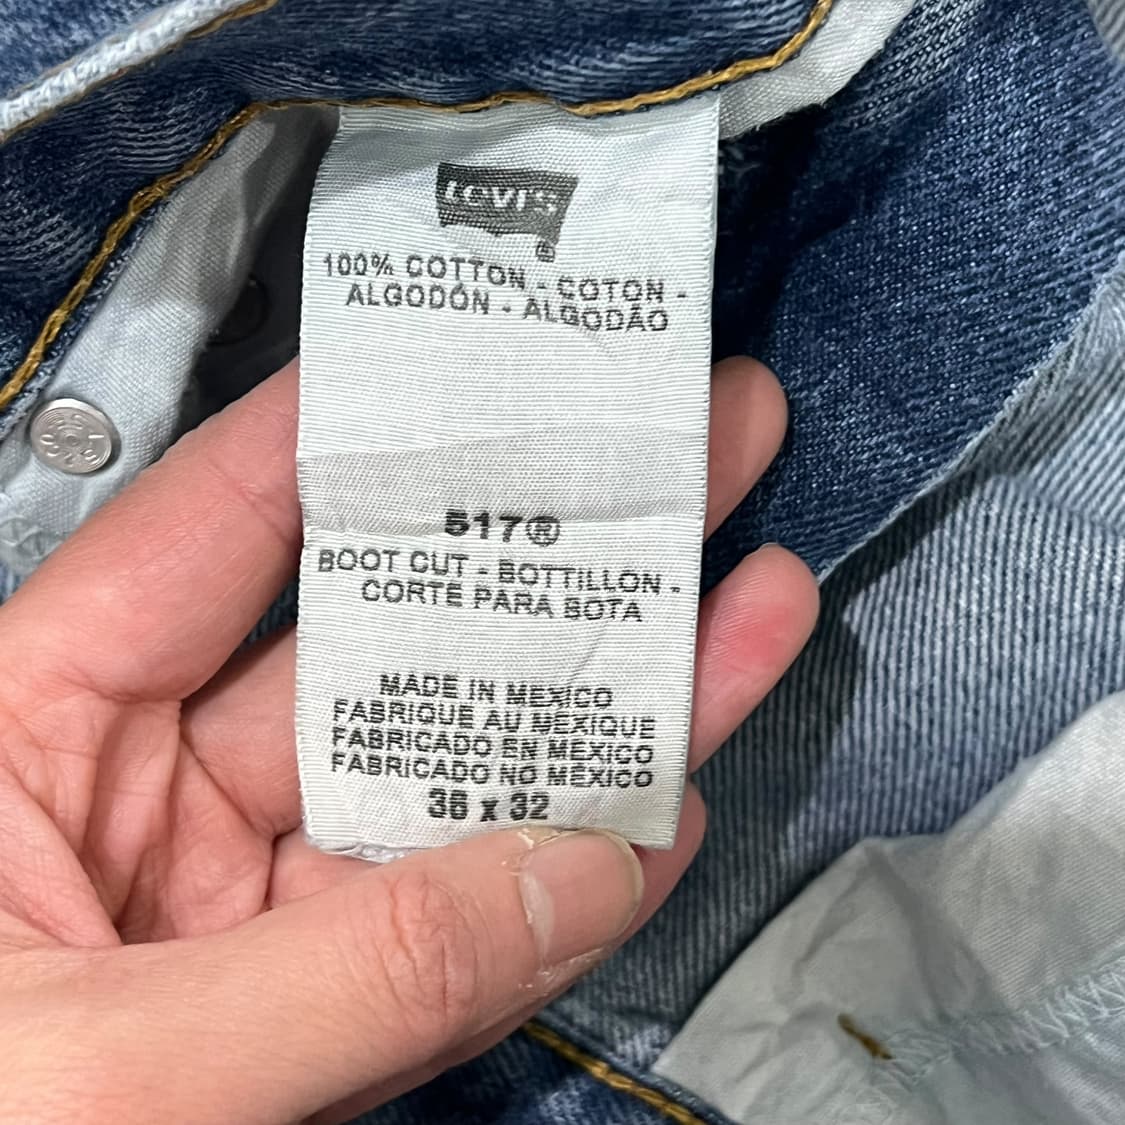 LEVI'S
100% COTTON - COTON -
ALGODÓN - ALGODÃO
517®
BOOT CUT - BOTTILLON -
CORTE PARA BOTA
MADE IN MEXICO
FABRIQUE AU MEXIQUE
FABRICADO EN MEXICO
FABRICADO NO MÉXICO
36 x 32